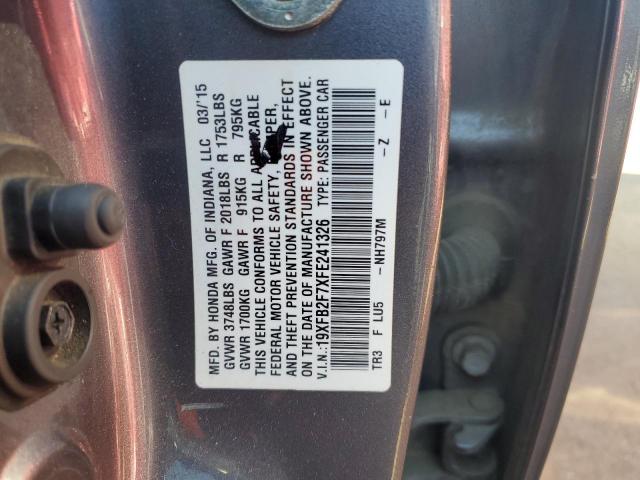 MFD. BY HONDA MFG. OF INDIANA, LLC 03/'15
GVWR 3748LBS GAWR F 2018LBS R 1753LBS
GVWR 1700KG GAWR F 915KG R 795KG
THIS VEHICLE CONFORMS TO ALL APPLICABLE
FEDERAL MOTOR VEHICLE SAFETY, BUMPER,
AND THEFT PREVENTION STANDARDS IN EFFECT
ON THE DATE OF MANUFACTURE SHOWN ABOVE.
V.I.N.:19XFB2F7XFE241326 TYPE: PASSENGER CAR
TR3 F LU5 –NH797M –Z –E